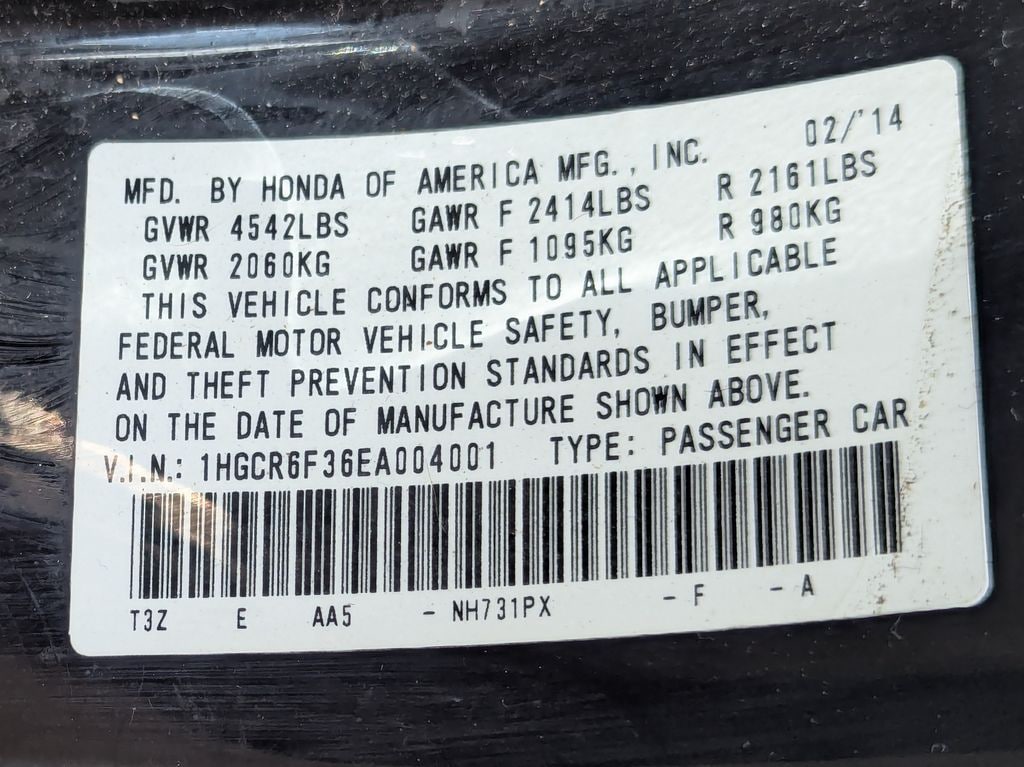 02/'14
MFD. BY HONDA OF AMERICA MFG., INC.
GVWR 4542LBS GAWR F 2414LBS R 2161LBS
GVWR 2060KG GAWR F 1095KG R 980KG
THIS VEHICLE CONFORMS TO ALL APPLICABLE
FEDERAL MOTOR VEHICLE SAFETY, BUMPER,
AND THEFT PREVENTION STANDARDS IN EFFECT
ON THE DATE OF MANUFACTURE SHOWN ABOVE.
V.I.N.: 1HGCR6F36EA004001 TYPE: PASSENGER CAR
T3Z E AA5 - NH731PX - F - A